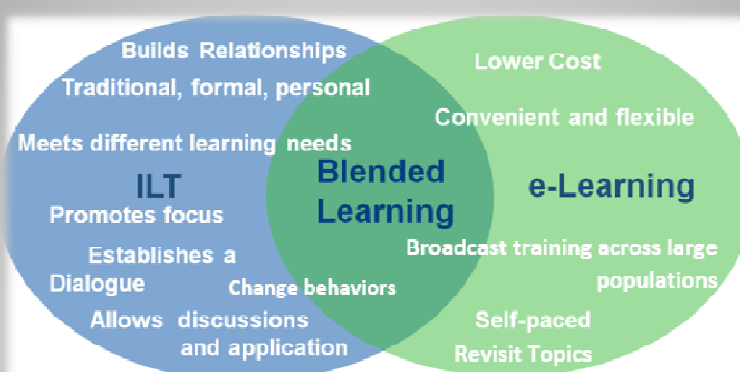 Builds Relationships
Traditional, formal, personal
Meets different learning needs
ILT
Promotes focus
Establishes a
Dialogue
Change behaviors
Allows discussions
and application
Blended
Learning
Lower Cost
Convenient and flexible
e-Learning
Broadcast training across large
populations
Self-paced
Revisit Topics